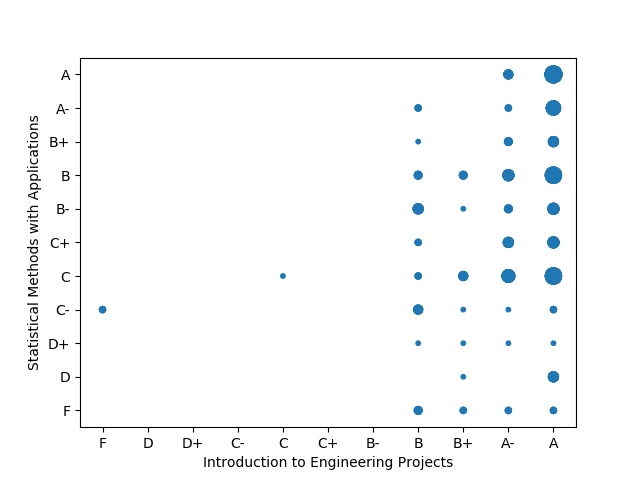 Statistical Methods with Applications
A
A-
B+
B
B-
C+
C
C-
D+
D
F
F D D+ C- C C+ B- B B+ A- A
Introduction to Engineering Projects